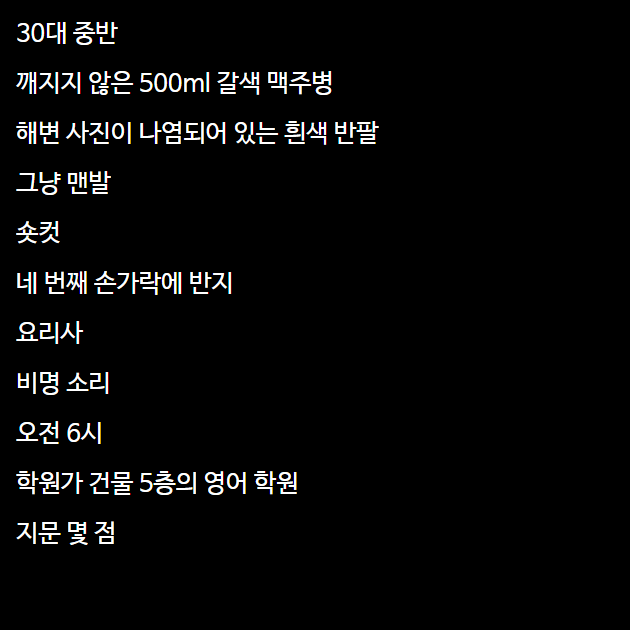 30대 중반
깨지지 않은 500ml 갈색 맥주병
해변 사진이 나염되어 있는 흰색 반팔
그냥 맨발
숏컷
네 번째 손가락에 반지
요리사
비명 소리
오전 6시
학원가 건물 5층의 영어 학원
지문 몇 점